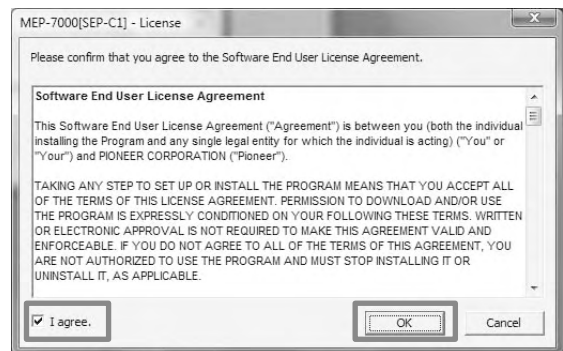 MEP-7000[SEP-C1] - License
Please confirm that you agree to the Software End User License Agreement.
Software End User License Agreement
This Software End User License Agreement ("Agreement") is between you (both the individual
installing the Program and any single legal entity for which the individual is acting) ("You" or
"Your") and PIONEER CORPORATION ("Pioneer").
TAKING ANY STEP TO SET UP OR INSTALL THE PROGRAM MEANS THAT YOU ACCEPT ALL
OF THE TERMS OF THIS LICENSE AGREEMENT. PERMISSION TO DOWNLOAD AND/OR USE
THE PROGRAM IS EXPRESSLY CONDITIONED ON YOUR FOLLOWING THESE TERMS. WRITTEN
OR ELECTRONIC APPROVAL IS NOT REQUIRED TO MAKE THIS AGREEMENT VALID AND
ENFORCEABLE. IF YOU DO NOT AGREE TO ALL OF THE TERMS OF THIS AGREEMENT, YOU
ARE NOT AUTHORIZED TO USE THE PROGRAM AND MUST STOP INSTALLING IT OR
UNINSTALL IT, AS APPLICABLE.
I agree.
OK
Cancel